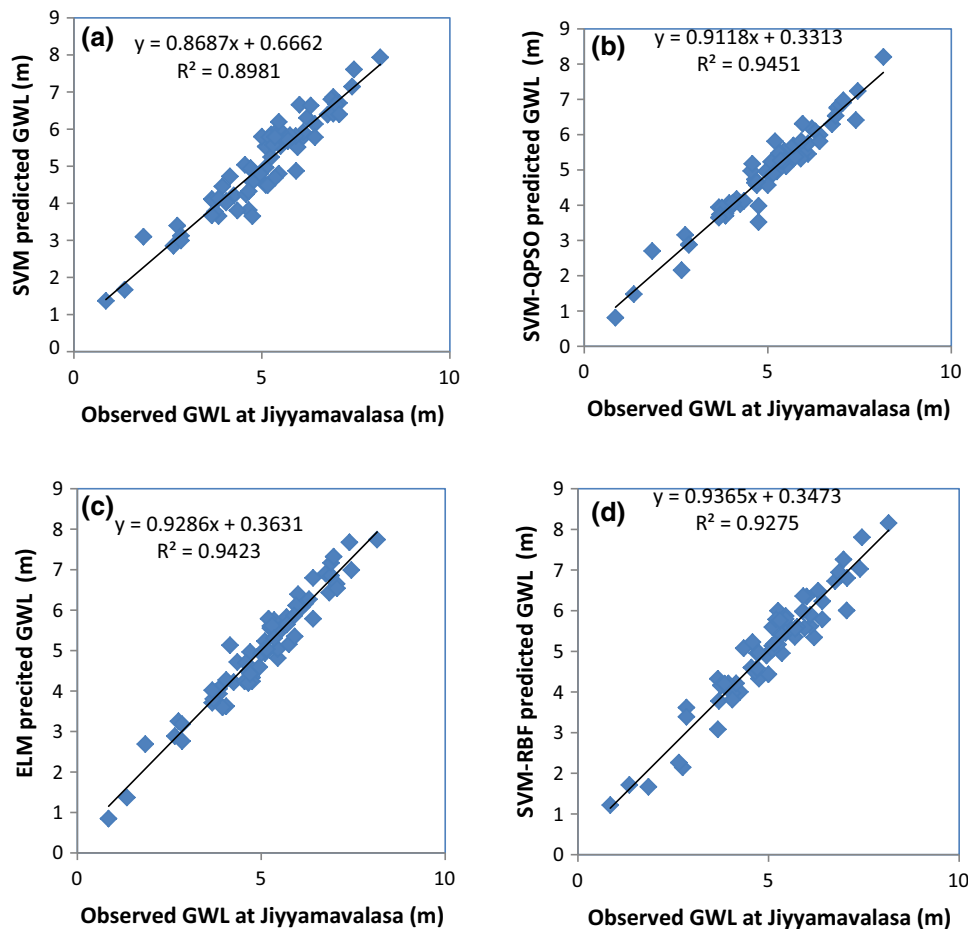 (a)
y = 0.8687x + 0.6662
R² = 0.8981
SVM predicted GWL (m)
9
8
7
6
5
4
3
2
1
0
0 5 10
Observed GWL at Jiyyamavalasa (m)
(b)
y = 0.9118x + 0.3313
R² = 0.9451
SVM-QPSO predicted GWL (m)
9
8
7
6
5
4
3
2
1
0
0 5 10
Observed GWL at Jiyyamavalasa (m)
(c)
y = 0.9286x + 0.3631
R² = 0.9423
ELM precited GWL (m)
9
8
7
6
5
4
3
2
1
0
0 5 10
Observed GWL at Jiyyamavalasa (m)
(d)
y = 0.9365x + 0.3473
R² = 0.9275
SVM-RBF predicted GWL (m)
9
8
7
6
5
4
3
2
1
0
0 5 10
Observed GWL at Jiyyamavalasa (m)